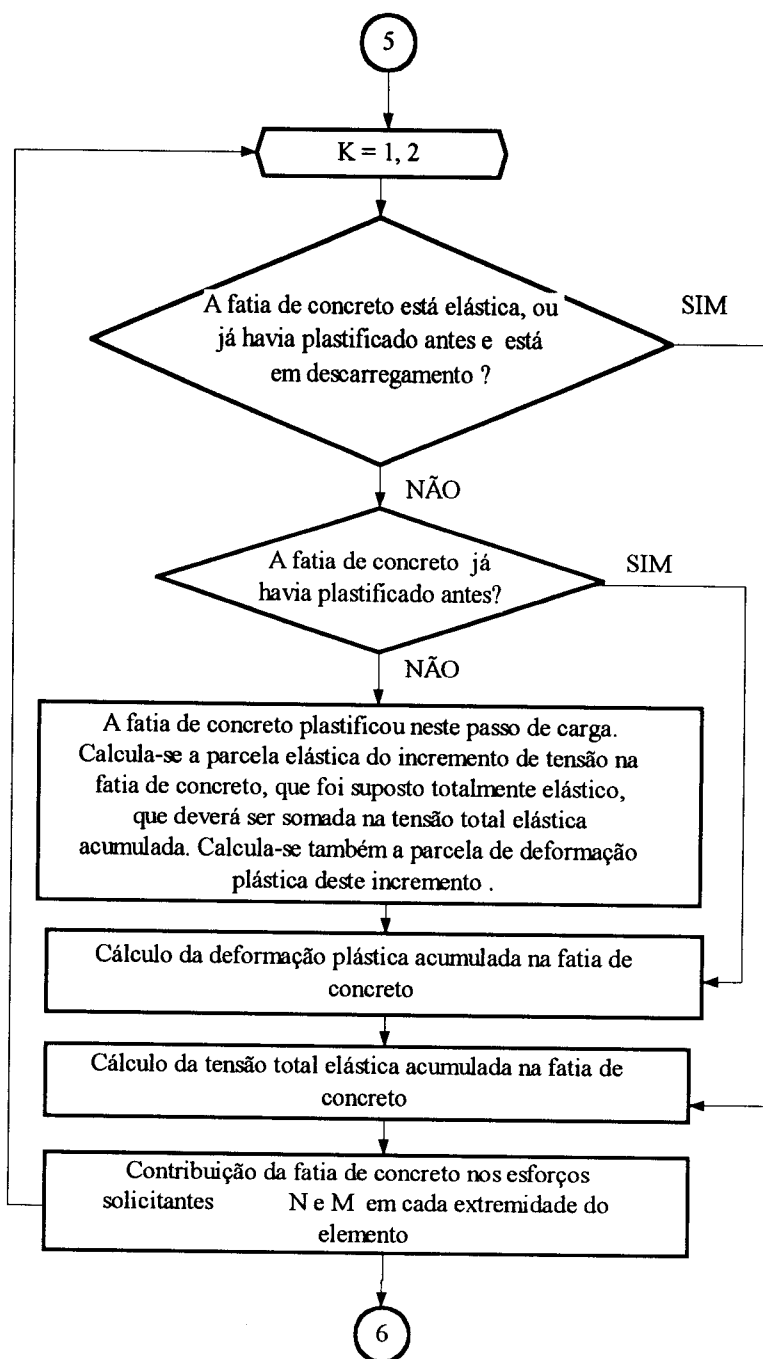 5
K = 1, 2
A fatia de concreto está elástica, ou
já havia plastificado antes e está
em descarregamento ?
SIM
NÃO
A fatia de concreto já
havia plastificado antes?
SIM
NÃO
A fatia de concreto plastificou neste passo de carga.
Calcula-se a parcela elástica do incremento de tensão na
fatia de concreto, que foi suposto totalmente elástico,
que deverá ser somada na tensão total elástica
acumulada. Calcula-se também a parcela de deformação
plástica deste incremento .
Cálculo da deformação plástica acumulada na fatia de
concreto
Cálculo da tensão total elástica acumulada na fatia de
concreto
Contribuição da fatia de concreto nos esforços
solicitantes N e M em cada extremidade do
elemento
6